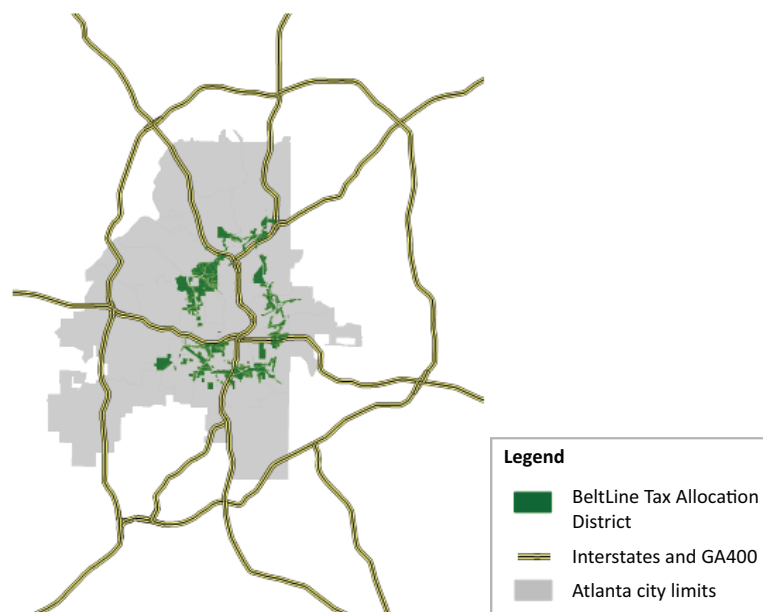 Legend
BeltLine Tax Allocation
District
Interstates and GA400
Atlanta city limits